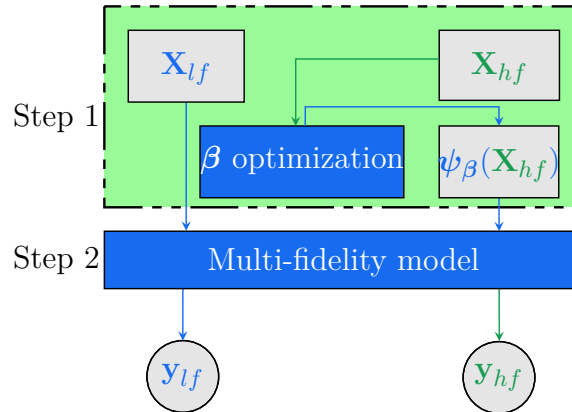 X_lf X_hf
Step 1
β optimization ψ_β(X_hf)
Step 2 Multi-fidelity model
y_lf y_hf